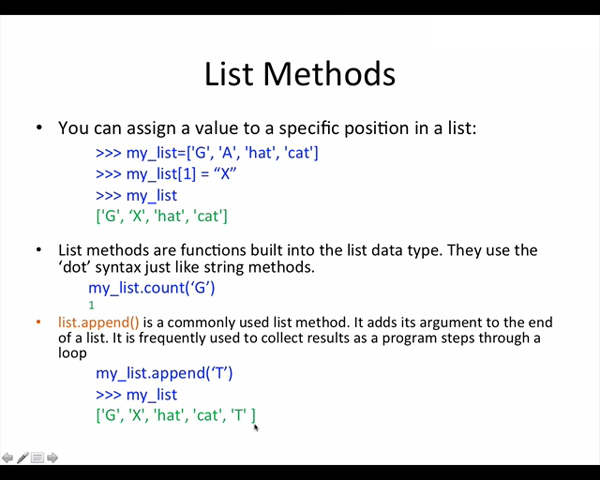 List Methods
• You can assign a value to a specific position in a list:
>>> my_list=['G', 'A', 'hat', 'cat']
>>> my_list[1] = “X”
>>> my_list
['G', ‘X', 'hat', 'cat']
• List methods are functions built into the list data type. They use the
‘dot’ syntax just like string methods.
my_list.count(‘G’)
1
• list.append() is a commonly used list method. It adds its argument to the end
of a list. It is frequently used to collect results as a program steps through a
loop
my_list.append(‘T’)
>>> my_list
['G', 'X', 'hat', 'cat', 'T' ]